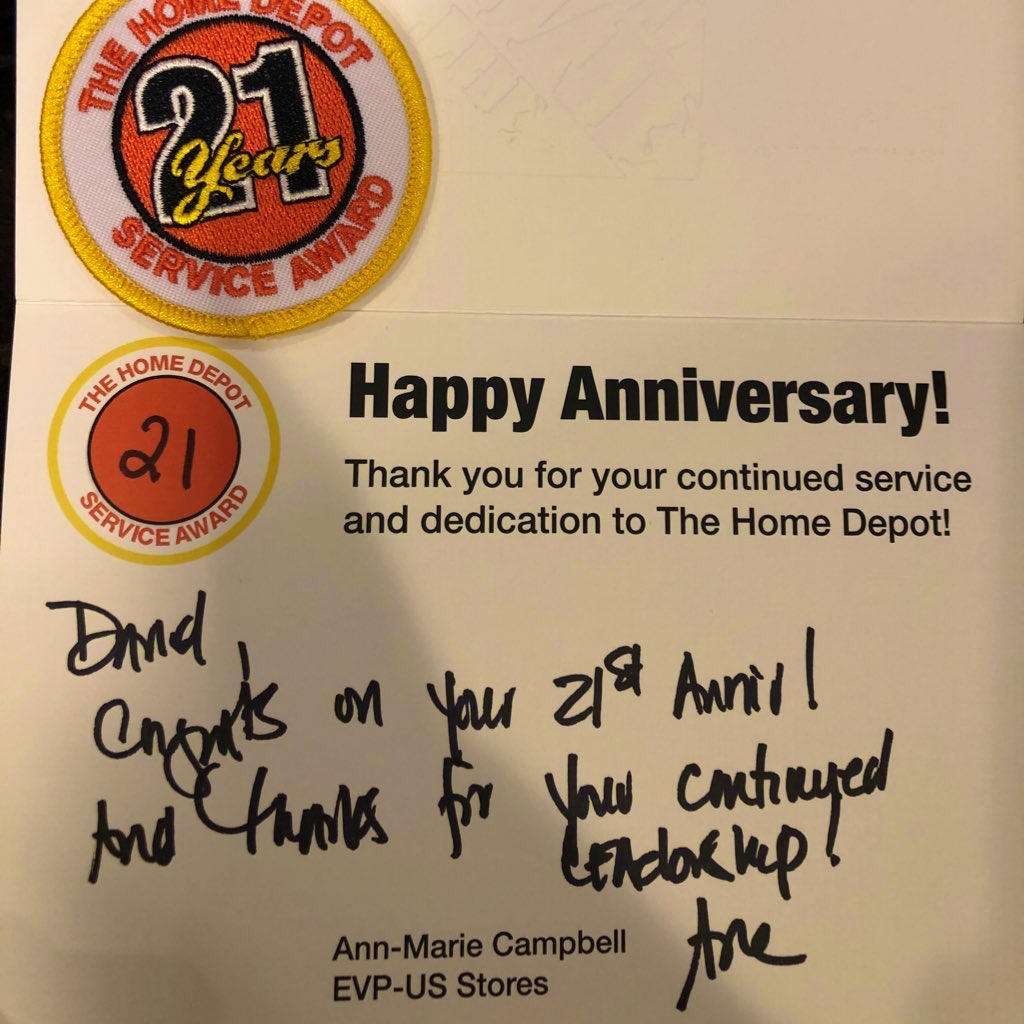 THE HOME DEPOT
21
Years
SERVICE AWARD
THE HOME DEPOT
21
SERVICE AWARD
Happy Anniversary!
Thank you for your continued service
and dedication to The Home Depot!
David
Congrats on your 21st Anniv!
And thanks for your continued
Leadership!
Ann-Marie Campbell
EVP-US Stores